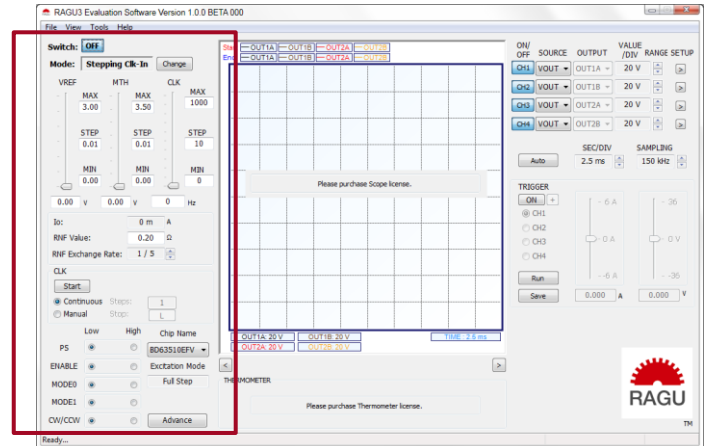 RAGU3 Evaluation Software Version 1.0.0 BETA 000
File View Tools Help
Switch: OFF
Mode: Stepping Clk-In Change
VREF MTH CLK
MAX MAX MAX
3.00 3.50 1000
STEP STEP STEP
0.01 0.01 10
MIN MIN MIN
0.00 0.00 0
0.00 V 0.00 V 0 Hz
Io: 0 m A
RNF Value: 0.20 Ω
RNF Exchange Rate: 1 / 5
CLK
Start
Continuous Steps: 1
Manual Stop: L
Low High Chip Name
PS BD63510EFV
ENABLE Excitation Mode
MODE0 Full Step
MODE1
CW/CCW Advance
Ready...
OUT1A OUT1B OUT2A OUT2B
OUT1A OUT1B OUT2A OUT2B
Please purchase Scope license.
OUT1A: 20 V OUT1B: 20 V TIME: 2.6 ms
OUT2A: 20 V OUT2B: 20 V
< >
THERMOMETER
Please purchase Thermometer license.
ON/
OFF SOURCE OUTPUT VALUE
/DIV RANGE SETUP
CH1 VOUT OUT1A 20 V >
CH2 VOUT OUT1B 20 V >
CH3 VOUT OUT2A 20 V >
CH4 VOUT OUT2B 20 V >
SEC/DIV SAMPLING
Auto 2.5 ms 150 kHz
TRIGGER
ON + - 6 A - 36
CH1
CH2
CH3 - 0 A - 0 V
CH4
Run - -6 A - -36
Save 0.000 A 0.000 V
RAGU
TM